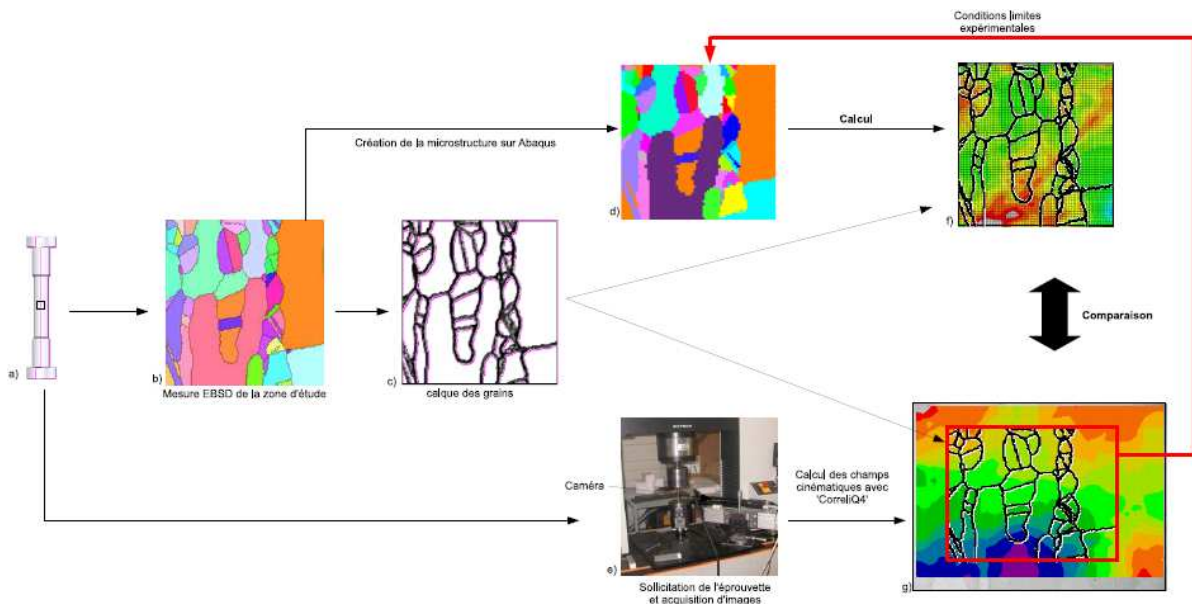 Conditions limites
expérimentales
Création de la microstructure sur Abaqus
d)
Calcul
f)
a)
b)
Mesure EBSD de la zone d'étude
c)
calque des grains
Comparaison
Caméra
e)
Sollicitation de l'éprouvette
et acquisition d'images
Calcul des champs
cinématiques avec
'CorreliQ4'
g)